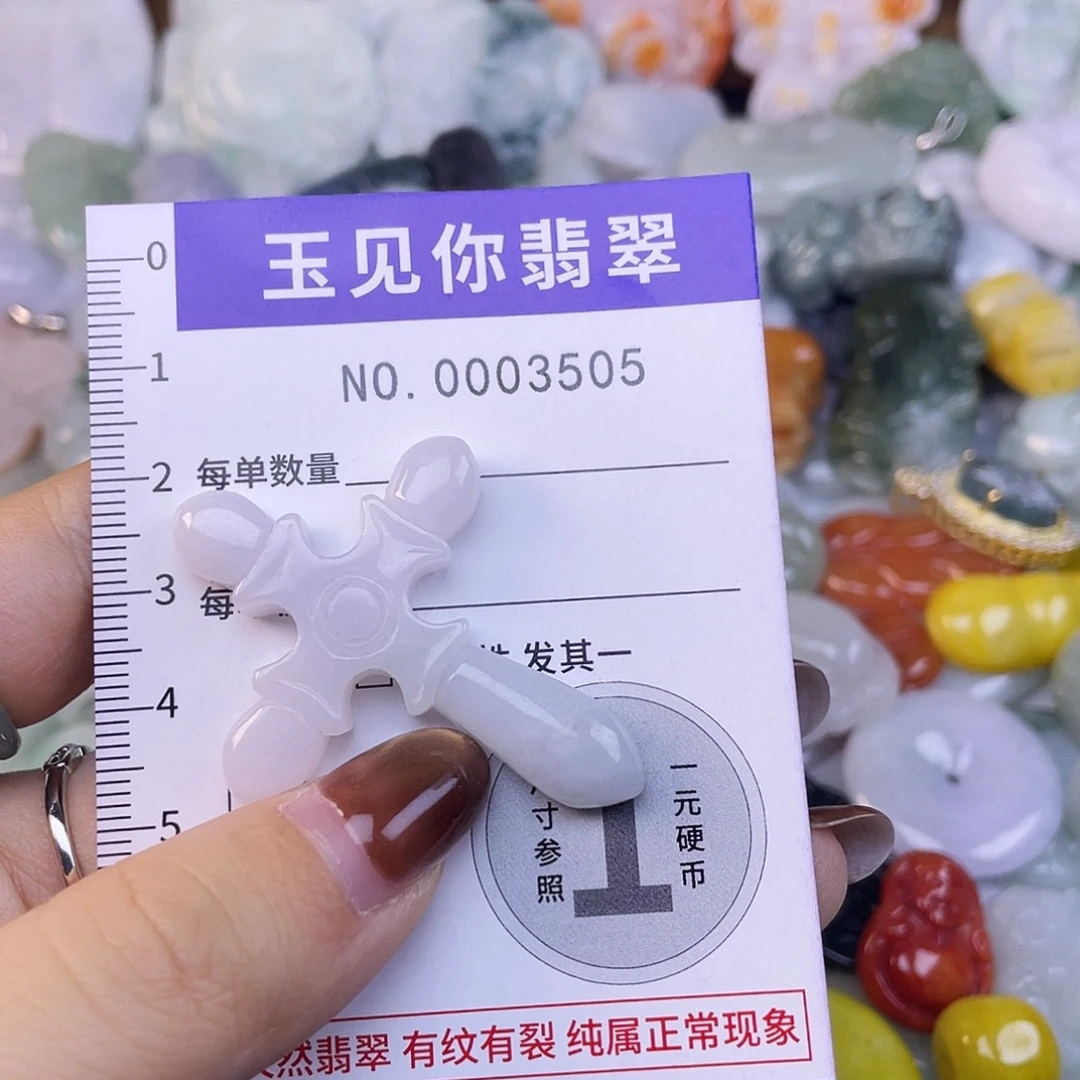 玉见你翡翠
NO.0003505
0
1
2
3
4
5
每单数量
每
发其一
寸参照
一元硬币
1
然翡翠 有纹有裂 纯属正常现象